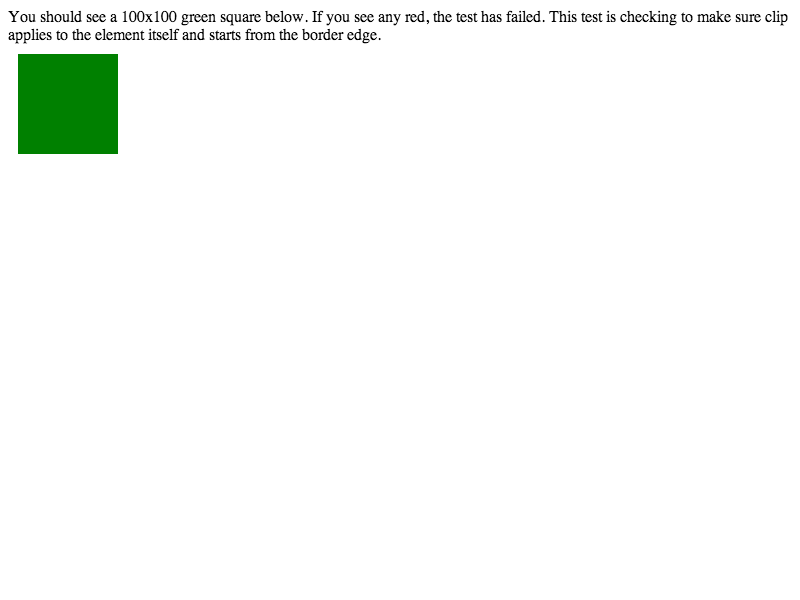 You should see a 100x100 green square below. If you see any red, the test has failed. This test is checking to make sure clip
applies to the element itself and starts from the border edge.